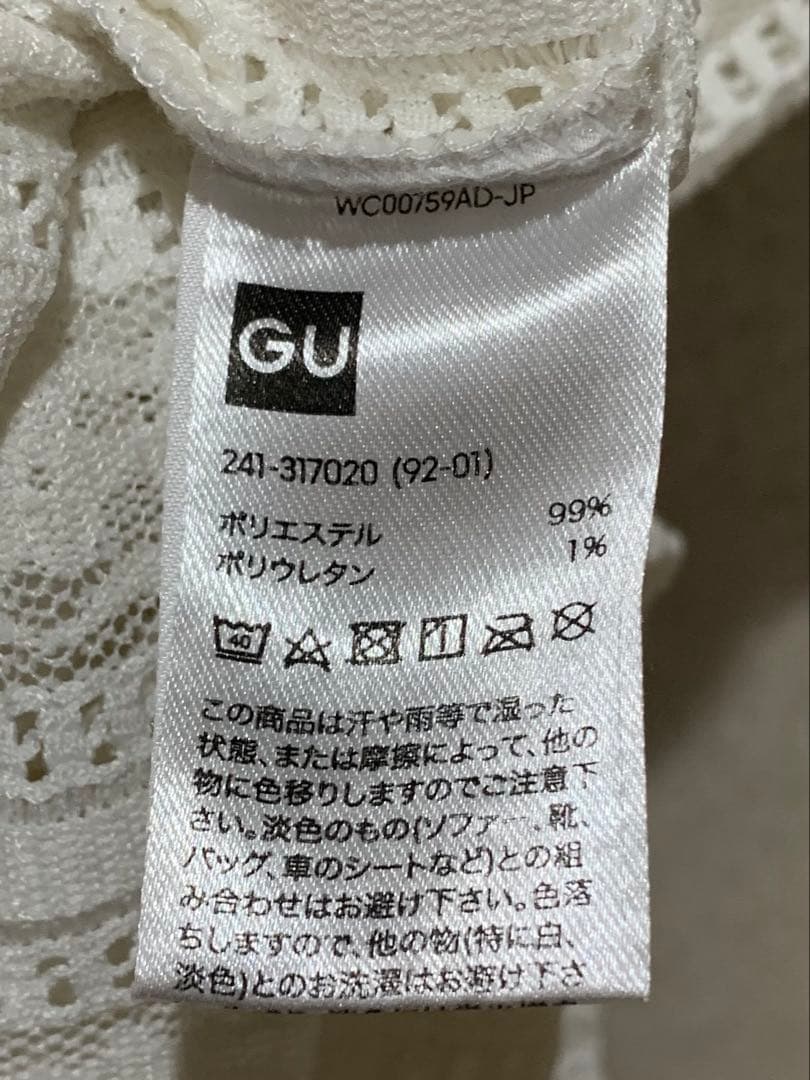 WC00759AD-JP
GU
241-317020 (92-01)
ポリエステル 99%
ポリウレタン 1%
40
この商品は汗や雨等で湿った
状態、または摩擦によって、他の
物に色移りしますのでご注意下
さい。淡色のもの(ソファー、靴、
バッグ、車のシートなど)との組
み合わせはお避け下さい。色落
ちしますので、他の物(特に白、
淡色)とのお洗濯はお避け下さ